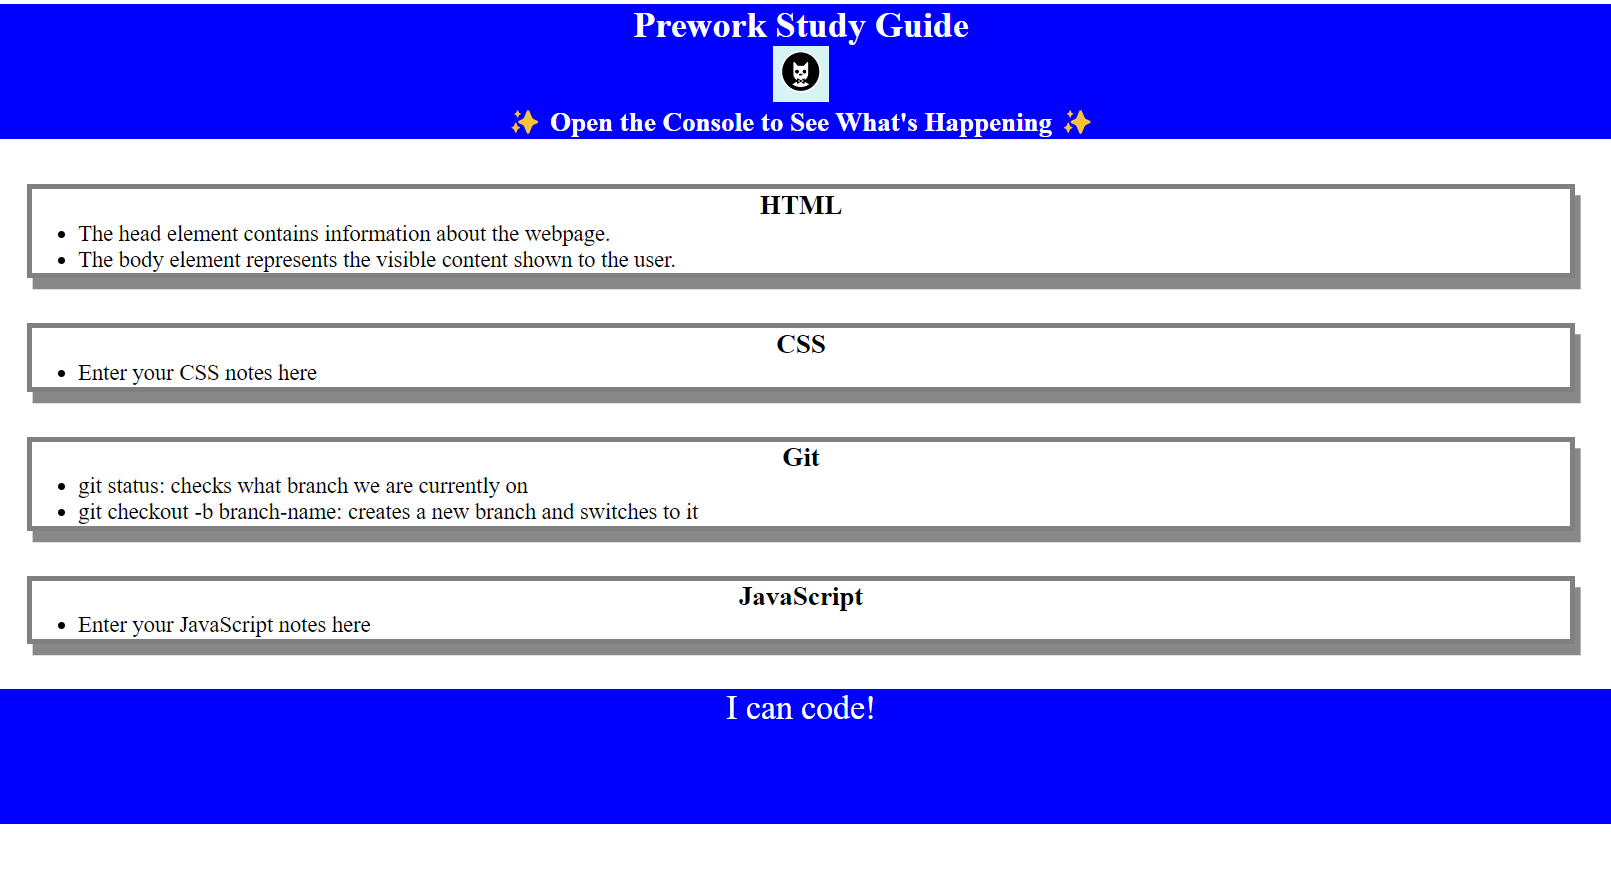 Prework Study Guide
✨ Open the Console to See What's Happening ✨
HTML
• The head element contains information about the webpage.
• The body element represents the visible content shown to the user.
CSS
• Enter your CSS notes here
Git
• git status: checks what branch we are currently on
• git checkout -b branch-name: creates a new branch and switches to it
JavaScript
• Enter your JavaScript notes here
I can code!